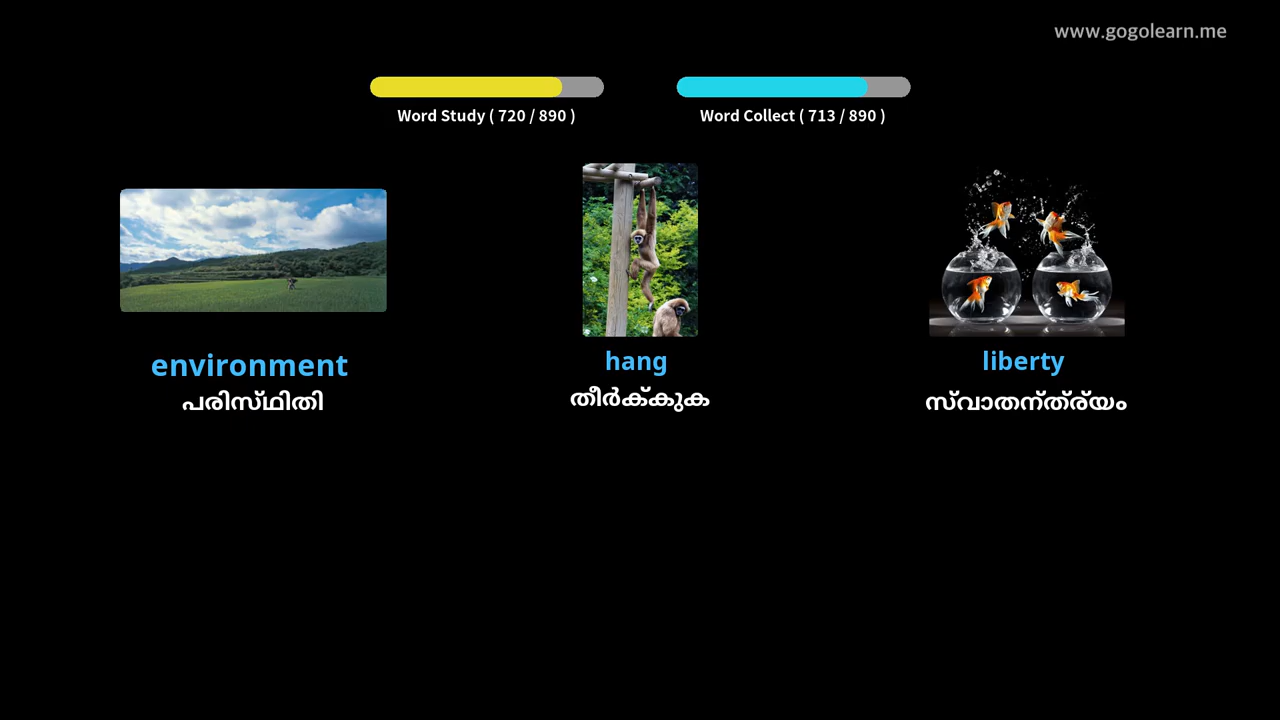 www.gogolearn.me
Word Study ( 720 / 890 )
Word Collect ( 713 / 890 )
environment
hang
liberty
പരിസ്ഥിതി
തീർക്കുക
സ്വാതന്ത്ര്യം